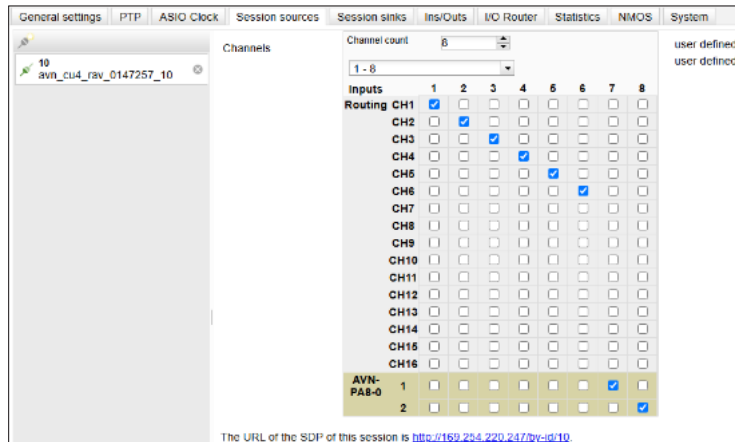 General settings PTP ASIO Clock Session sources Session sinks Ins/Outs I/O Router Statistics NMOS System
10
avn_cu4_rav_0147257_10
Channels
Channel count 8
user defined
user defined
1 - 8
Inputs 1 2 3 4 5 6 7 8
Routing CH1
CH2
CH3
CH4
CH5
CH6
CH7
CH8
CH9
CH10
CH11
CH12
CH13
CH14
CH15
CH16
AVN-
PA8-0 1
2
The URL of the SDP of this session is http://169.254.220.247/by-id/10.